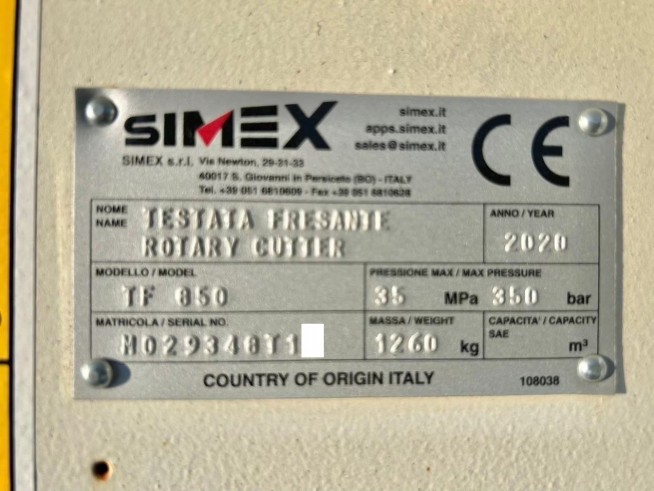 SIMEX
simex.it
apps.simex.it
sales@simex.it
CE
SIMEX s.r.l. Via Newton, 29-31-33
40017 S. Giovanni in Persiceto (BO) - ITALY
Tel. +39 051 6810609 - Fax +39 051 6810628
NOME
NAME
TESTATA FRESANTE
ROTARY CUTTER
ANNO / YEAR
2020
MODELLO / MODEL
TF 850
PRESSIONE MAX / MAX PRESSURE
35 MPa 350 bar
MATRICOLA / SERIAL NO.
MASSA / WEIGHT
1260 kg
CAPACITA' / CAPACITY
SAE
m³
COUNTRY OF ORIGIN ITALY
108038